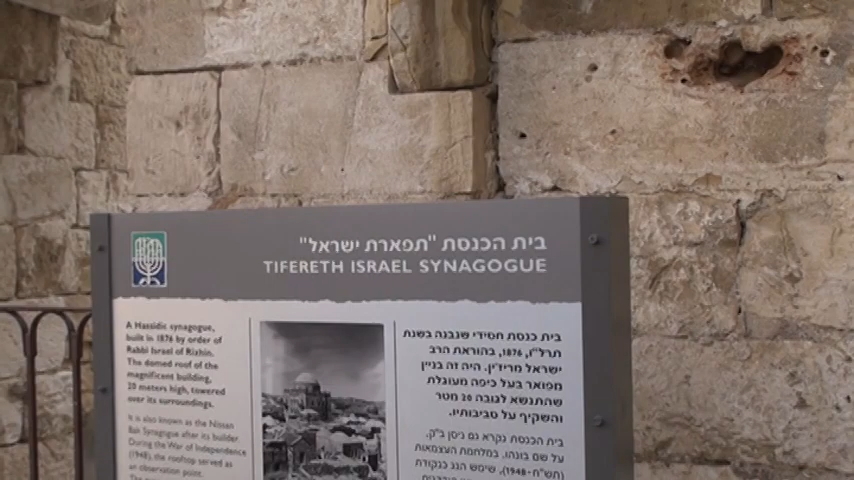 בית הכנסת "תפארת ישראל"
TIFERETH ISRAEL SYNAGOGUE
A Hassidic synagogue,
built in 1876 by order of
Rabbi Israel of Rizhin.
The domed roof of the
magnificent building,
20 meters high, towered
over its surroundings.
It is also known as the Nissan
Bak Synagogue after its builder.
During the War of Independence
(1948), the rooftop served as
an observation point.
בית כנסת חסידי שנבנה בשנת
תרל"ו, 1876, בהוראת הרב
ישראל מריז'ין. היה זה בניין
מפואר בעל כיפה מעוגלת
שהתנשא לגובה 20 מטר
והשקיף על סביבותיו.
בית הכנסת נקרא גם ניסן ב"ק,
על שם בונהו. במלחמת העצמאות
(תש"ח-1948), שימש הגג כנקודת